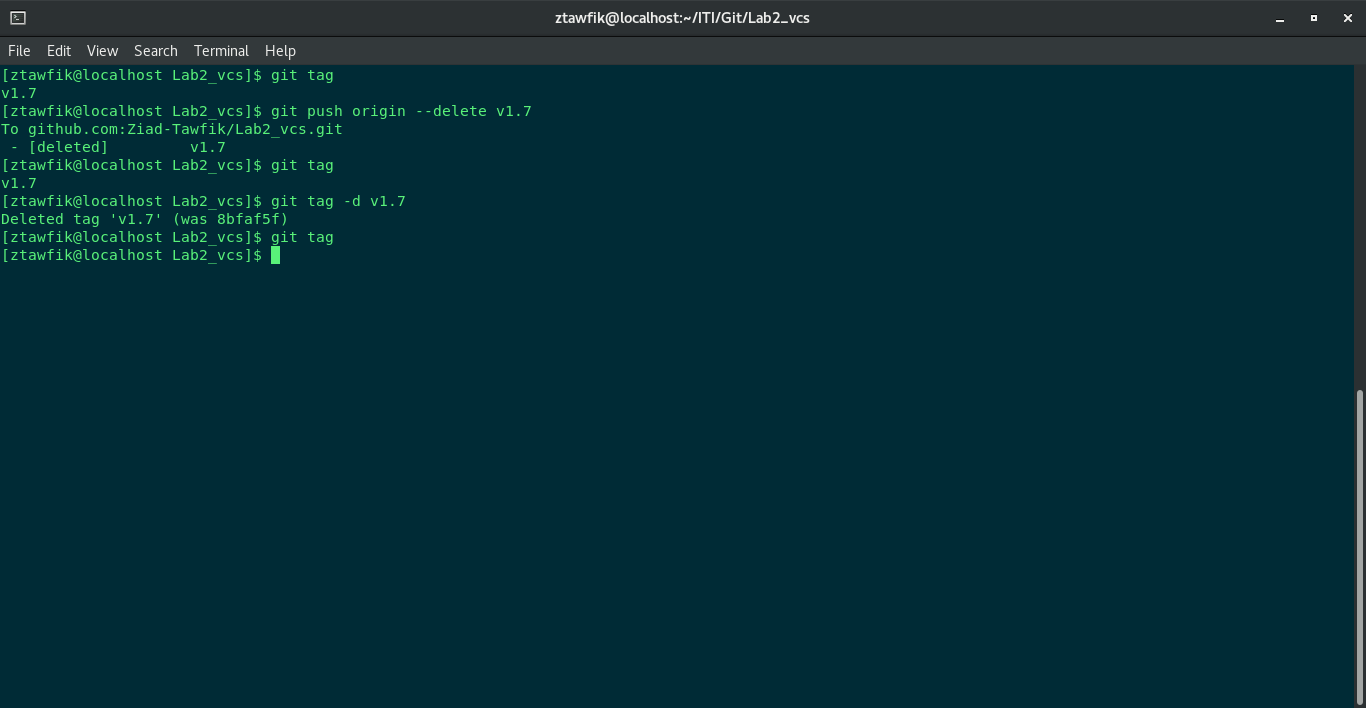 ztawfik@localhost:~/ITI/Git/Lab2_vcs
File Edit View Search Terminal Help
[ztawfik@localhost Lab2_vcs]$ git tag
v1.7
[ztawfik@localhost Lab2_vcs]$ git push origin --delete v1.7
To github.com:Ziad-Tawfik/Lab2_vcs.git
 - [deleted]         v1.7
[ztawfik@localhost Lab2_vcs]$ git tag
v1.7
[ztawfik@localhost Lab2_vcs]$ git tag -d v1.7
Deleted tag 'v1.7' (was 8bfaf5f)
[ztawfik@localhost Lab2_vcs]$ git tag
[ztawfik@localhost Lab2_vcs]$